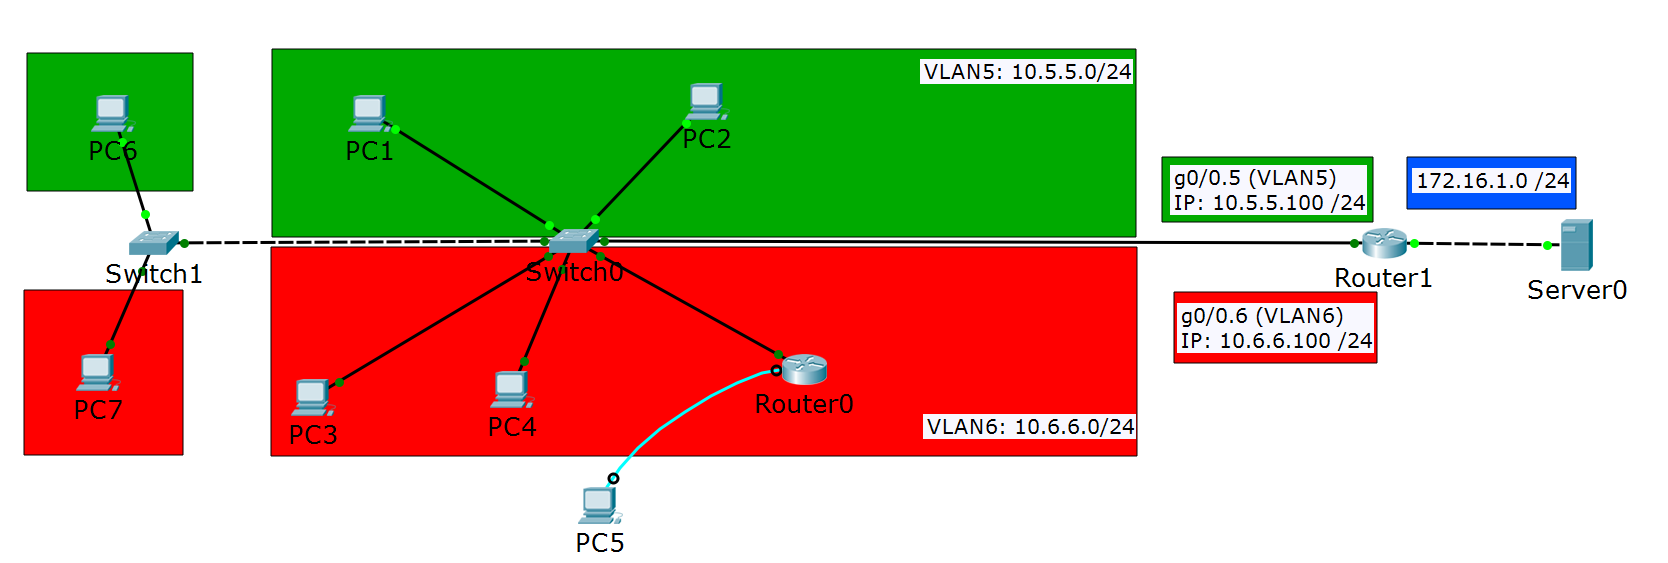 VLAN5: 10.5.5.0/24
PC6
PC1
PC2
g0/0.5 (VLAN5)
IP: 10.5.5.100 /24
172.16.1.0 /24
Switch1
Switch0
Router1
Server0
g0/0.6 (VLAN6)
IP: 10.6.6.100 /24
PC7
PC3
PC4
Router0
VLAN6: 10.6.6.0/24
PC5